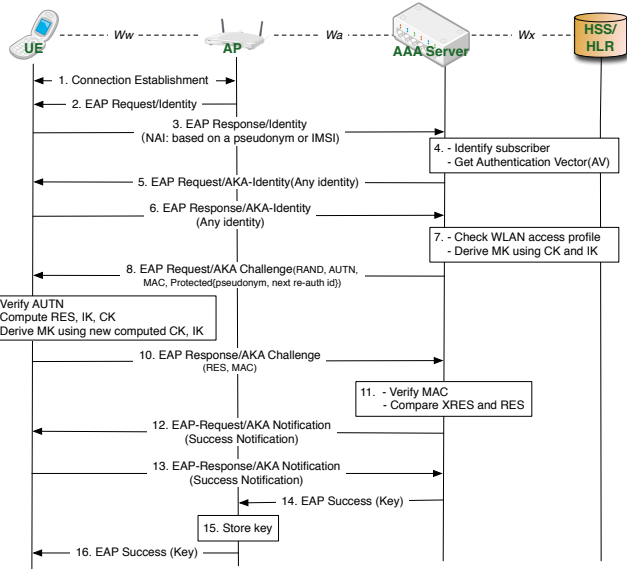 Ww
Wa
Wx
UE
AP
AAA Server
HSS/
HLR
1. Connection Establishment
2. EAP Request/Identity
3. EAP Response/Identity
(NAI: based on a pseudonym or IMSI)
4. - Identify subscriber
- Get Authentication Vector(AV)
5. EAP Request/AKA-Identity(Any identity)
6. EAP Response/AKA-Identity
(Any identity)
7. - Check WLAN access profile
- Derive MK using CK and IK
8. EAP Request/AKA Challenge(RAND, AUTN,
MAC, Protected{pseudonym, next re-auth id})
Verify AUTN
Compute RES, IK, CK
Derive MK using new computed CK, IK
10. EAP Response/AKA Challenge
(RES, MAC)
11. - Verify MAC
- Compare XRES and RES
12. EAP-Request/AKA Notification
(Success Notification)
13. EAP-Response/AKA Notification
(Success Notification)
14. EAP Success (Key)
15. Store key
16. EAP Success (Key)